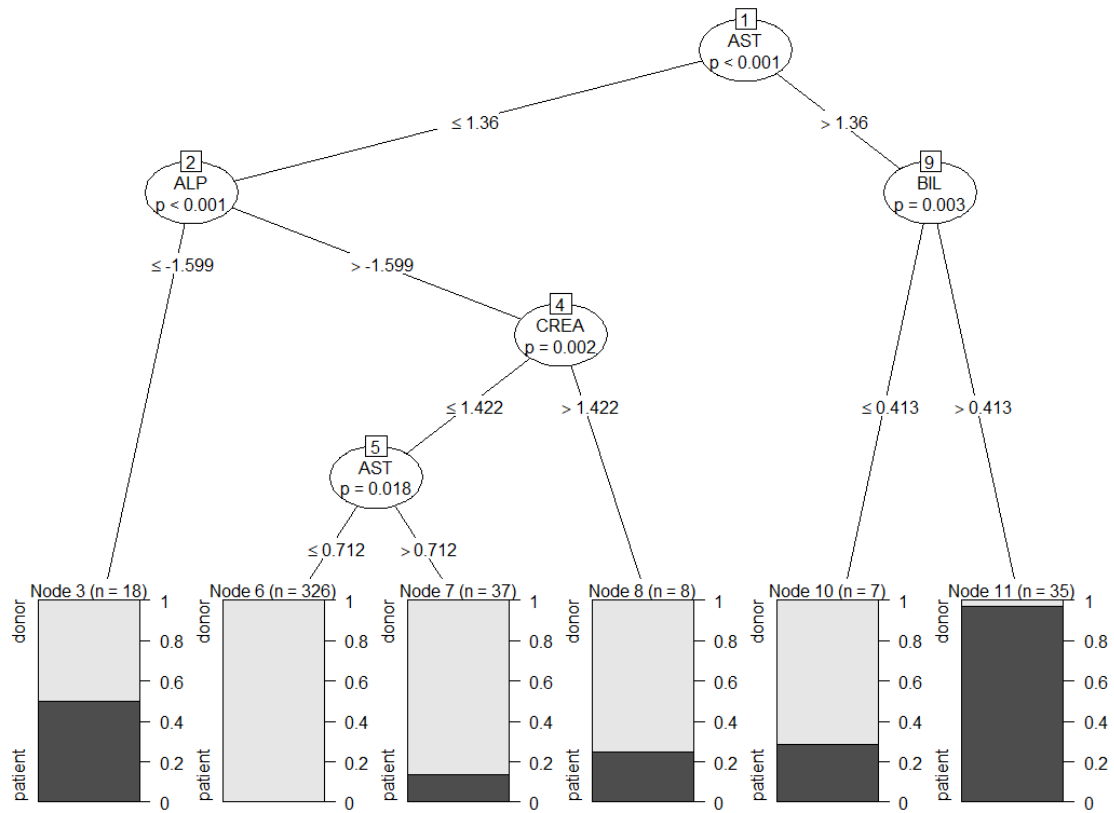 1
AST
p < 0.001
≤ 1.36
> 1.36
2
ALP
p < 0.001
9
BIL
p = 0.003
≤ -1.599
> -1.599
4
CREA
p = 0.002
≤ 1.422
> 1.422
≤ 0.413
> 0.413
5
AST
p = 0.018
≤ 0.712
> 0.712
Node 3 (n = 18)
donor
patient
1
0.8
0.6
0.4
0.2
0
Node 6 (n = 326)
donor
patient
1
0.8
0.6
0.4
0.2
0
Node 7 (n = 37)
donor
patient
1
0.8
0.6
0.4
0.2
0
Node 8 (n = 8)
donor
patient
1
0.8
0.6
0.4
0.2
0
Node 10 (n = 7)
donor
patient
1
0.8
0.6
0.4
0.2
0
Node 11 (n = 35)
donor
patient
1
0.8
0.6
0.4
0.2
0